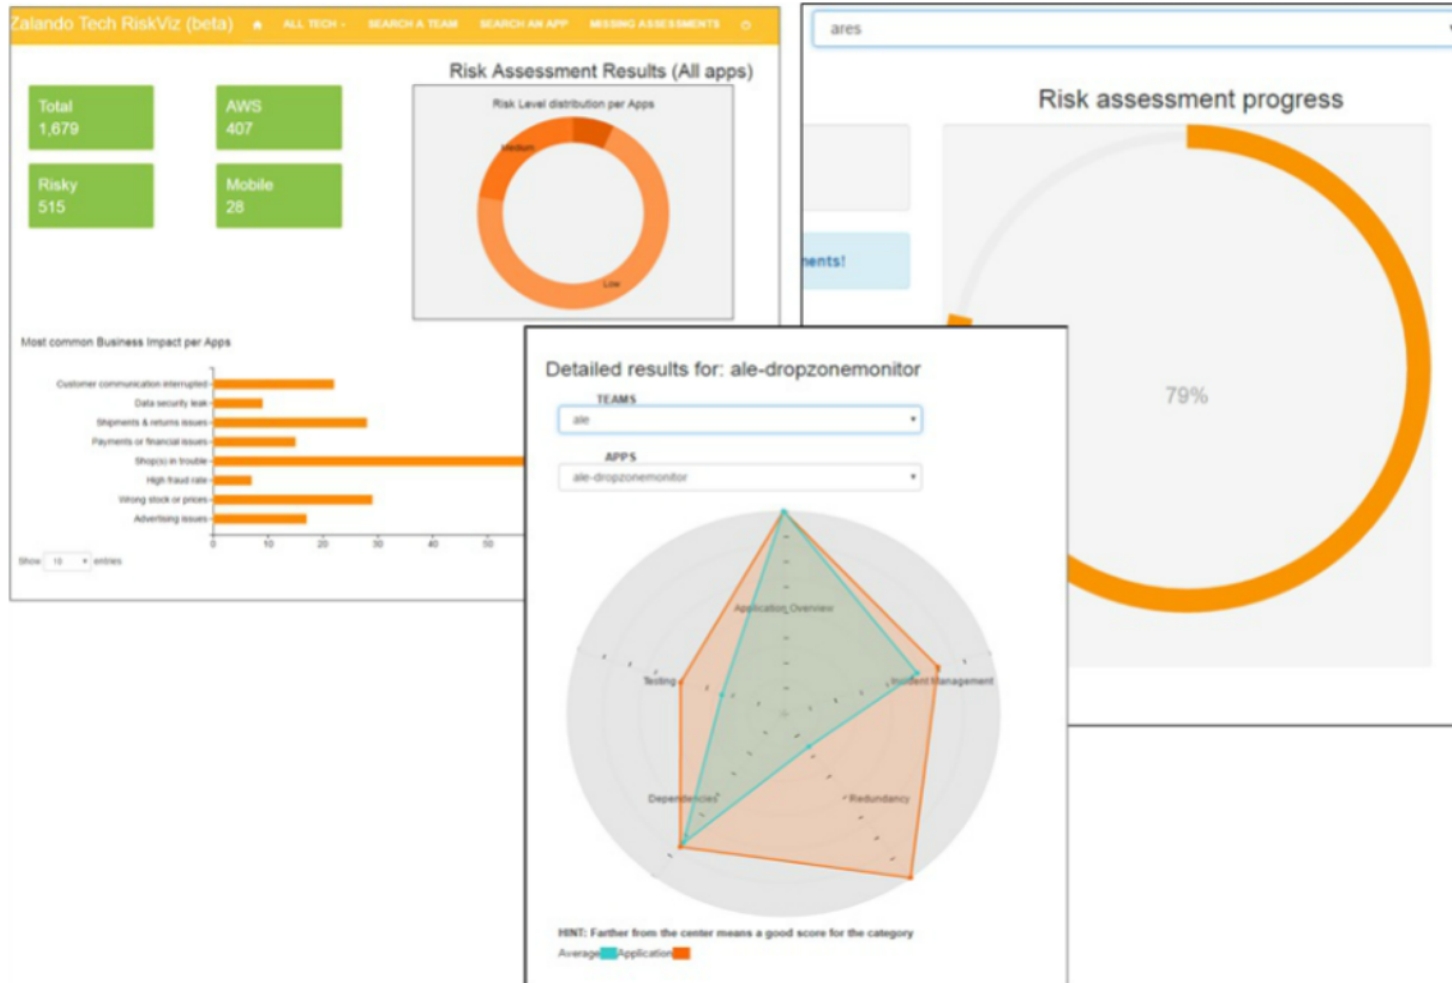 Zalando Tech RiskViz (beta) ALL TECH SEARCH A TEAM SEARCH AN APP MISSING ASSESSMENTS
Risk Assessment Results (All apps)
Total
1,679
AWS
407
Risky
515
Mobile
28
Risk Level distribution per Apps
Medium
Low
Most common Business Impact per Apps
Customer communication interrupted
Data security leak
Shipments & returns issues
Payments or financial issues
Shop(s) in trouble
High fraud rate
Wrong stock or prices
Advertising issues
0 10 20 30 40 50
Show 10 entries
ares
Risk assessment progress
ments!
79%
Detailed results for: ale-dropzonemonitor
TEAMS
ale
APPS
ale-dropzonemonitor
Application Overview
Testing
Incident Management
Dependencies
Redundancy
HINT: Farther from the center means a good score for the category
Average Application